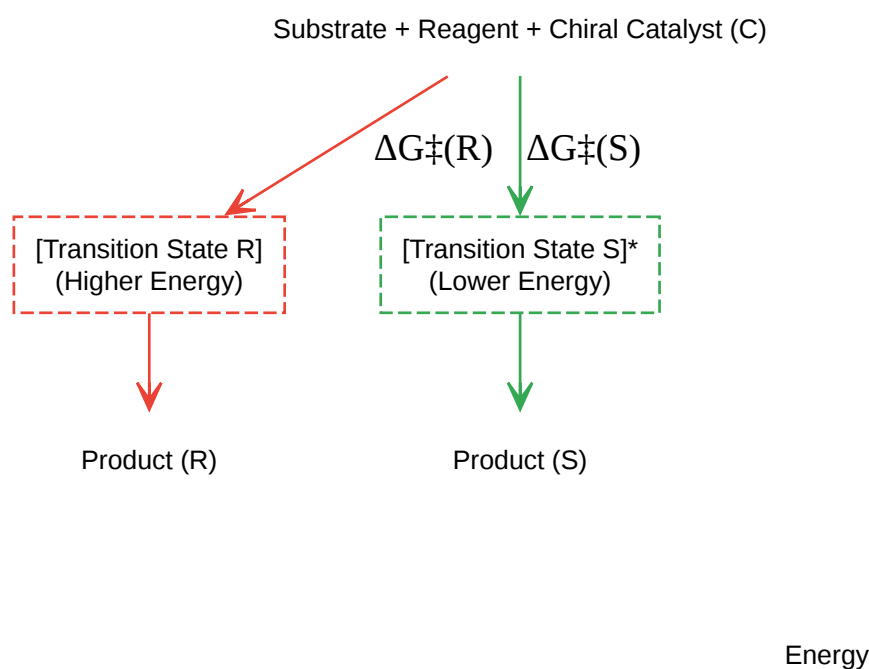 Substrate + Reagent + Chiral Catalyst (C)
ΔG‡(R) ΔG‡(S)
[Transition State R] [Transition State S]*
(Higher Energy) (Lower Energy)
Product (R) Product (S)
Energy